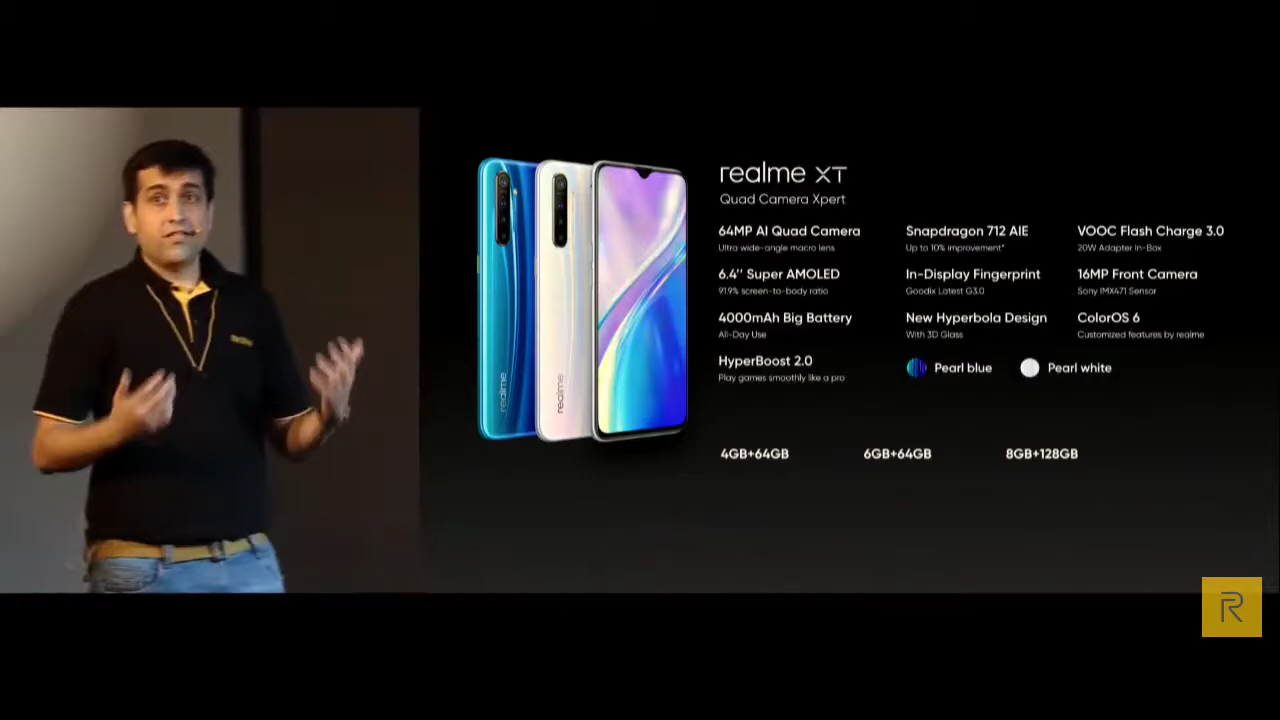 realme XT
Quad Camera Xpert
64MP AI Quad Camera
Ultra wide-angle macro lens
Snapdragon 712 AIE
Up to 10% improvement*
VOOC Flash Charge 3.0
20W Adapter In-Box
6.4′′ Super AMOLED
91.9% screen-to-body ratio
In-Display Fingerprint
Goodix Latest G3.0
16MP Front Camera
Sony IMX471 Sensor
4000mAh Big Battery
All-Day Use
New Hyperbola Design
With 3D Glass
ColorOS 6
Customized features by realme
HyperBoost 2.0
Play games smoothly like a pro
Pearl blue
Pearl white
4GB+64GB
6GB+64GB
8GB+128GB
realme
realme
realme
R